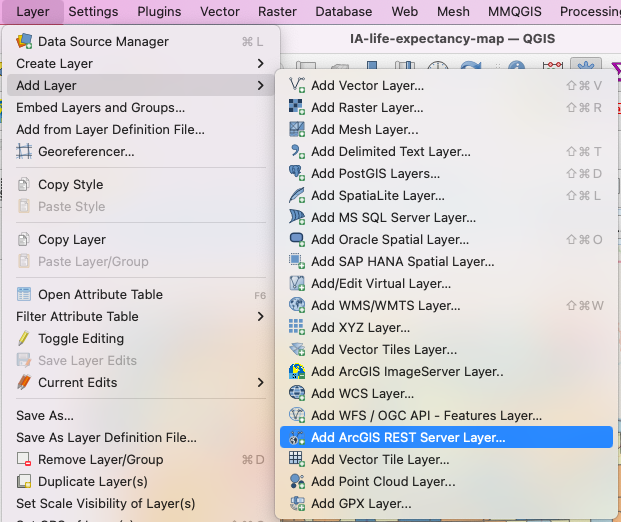 Layer Settings Plugins Vector Raster Database Web Mesh MMQGIS Processing
IA-life-expectancy-map — QGIS
Data Source Manager ⌘ L
Create Layer
Add Layer
Embed Layers and Groups...
Add from Layer Definition File...
Georeferencer...
Copy Style
Paste Style
Copy Layer
Paste Layer/Group
Open Attribute Table F6
Filter Attribute Table
Toggle Editing
Save Layer Edits
Current Edits
Save As...
Save As Layer Definition File...
Remove Layer/Group ⌘ D
Duplicate Layer(s)
Set Scale Visibility of Layer(s)
Add Vector Layer... ⇧ ⌘ V
Add Raster Layer... ⇧ ⌘ R
Add Mesh Layer...
Add Delimited Text Layer... ⇧ ⌘ T
Add PostGIS Layers... ⇧ ⌘ D
Add SpatiaLite Layer... ⇧ ⌘ L
Add MS SQL Server Layer...
Add Oracle Spatial Layer... ⇧ ⌘ O
Add SAP HANA Spatial Layer...
Add/Edit Virtual Layer...
Add WMS/WMTS Layer... ⇧ ⌘ W
Add XYZ Layer...
Add Vector Tiles Layer...
Add ArcGIS ImageServer Layer..
Add WCS Layer...
Add WFS / OGC API - Features Layer...
Add ArcGIS REST Server Layer...
Add Vector Tile Layer...
Add Point Cloud Layer...
Add GPX Layer...